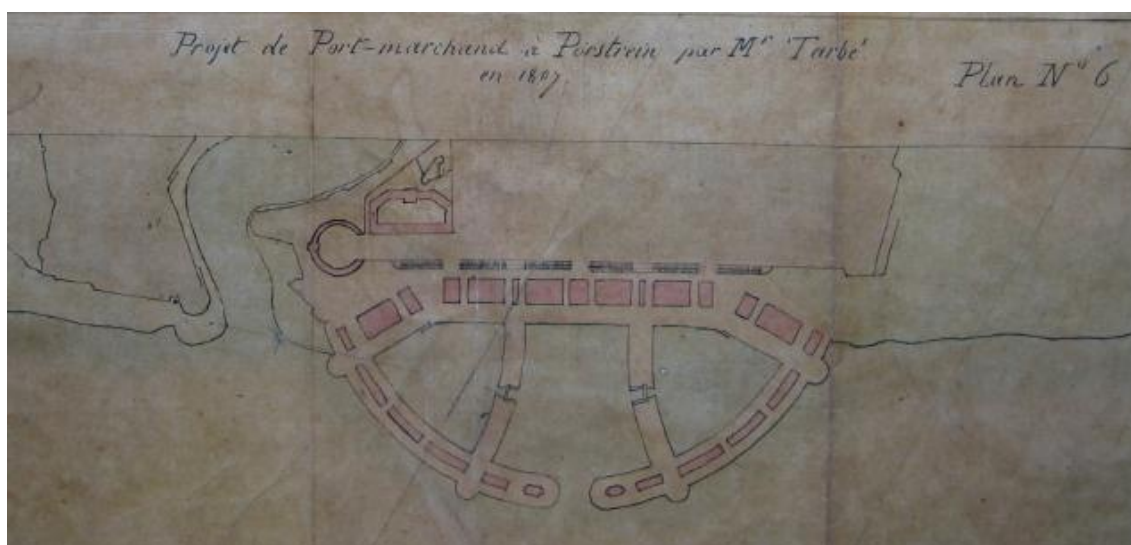 Projet de Port-marchand à Porstrein par Mr Tarbé
en 1807.
Plan No 6